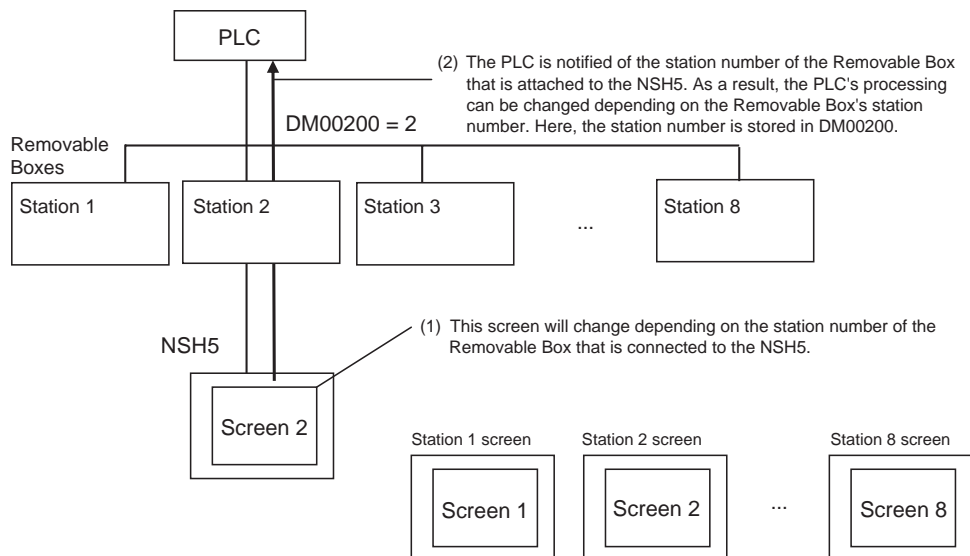 PLC
(2) The PLC is notified of the station number of the Removable Box
that is attached to the NSH5. As a result, the PLC's processing
can be changed depending on the Removable Box's station
number. Here, the station number is stored in DM00200.
DM00200 = 2
Removable
Boxes
Station 1
Station 2
Station 3
...
Station 8
(1) This screen will change depending on the station number of the
Removable Box that is connected to the NSH5.
NSH5
Screen 2
Station 1 screen
Station 2 screen
Station 8 screen
Screen 1
Screen 2
...
Screen 8